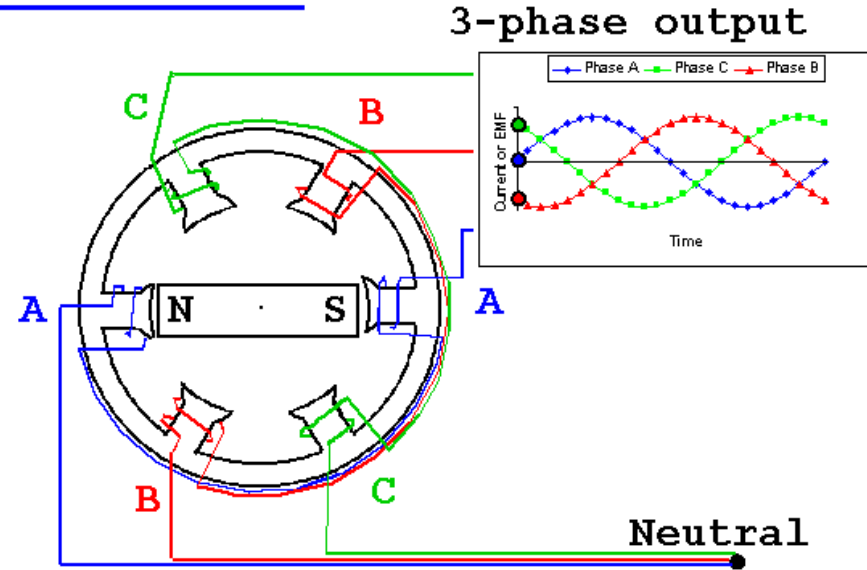 3-phase output
Phase A Phase C Phase B
Current or EMF
Time
C
B
A
N
S
A
B
C
Neutral